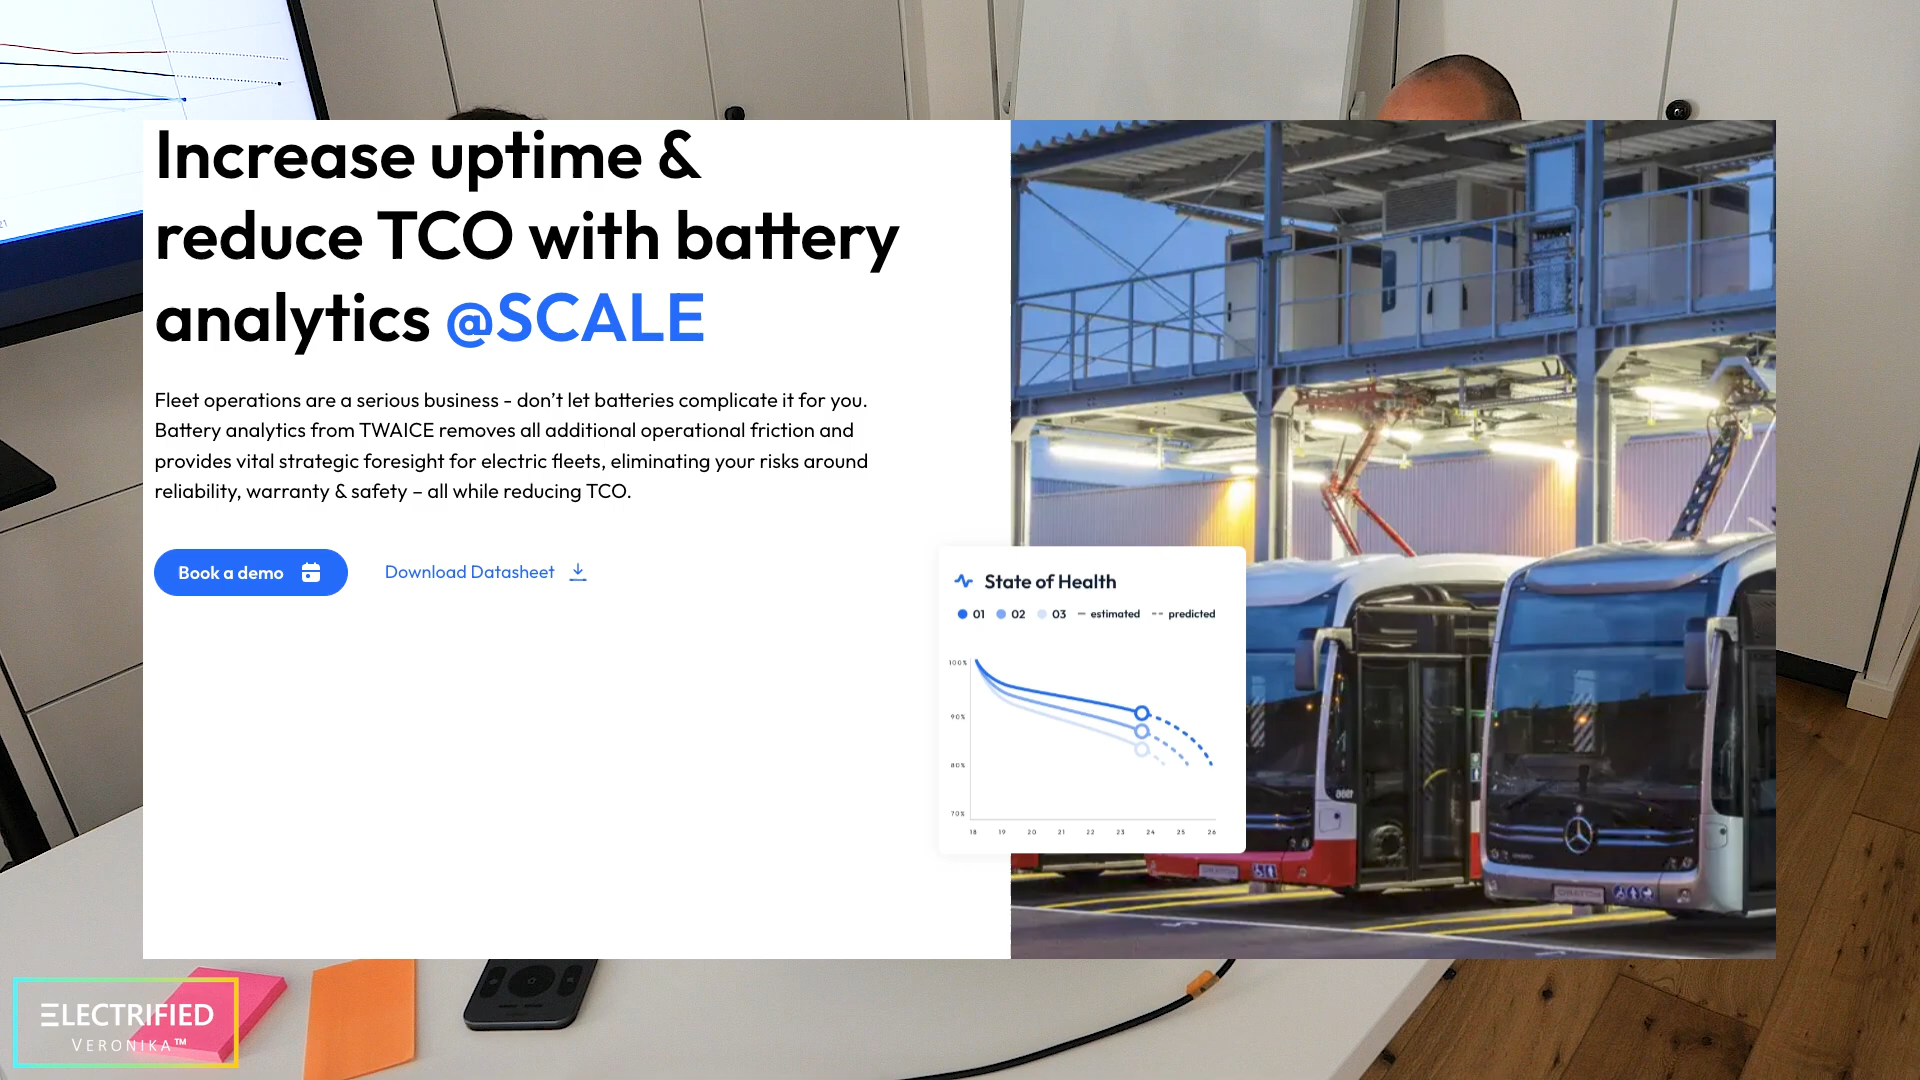 Increase uptime &
reduce TCO with battery
analytics @SCALE
Fleet operations are a serious business - don't let batteries complicate it for you.
Battery analytics from TWAICE removes all additional operational friction and
provides vital strategic foresight for electric fleets, eliminating your risks around
reliability, warranty & safety – all while reducing TCO.
Book a demo
Download Datasheet
State of Health
01 02 03 estimated predicted
100%
90%
80%
70%
18 19 20 21 22 23 24 25 26
ELECTRIFIED
VERONIKA™